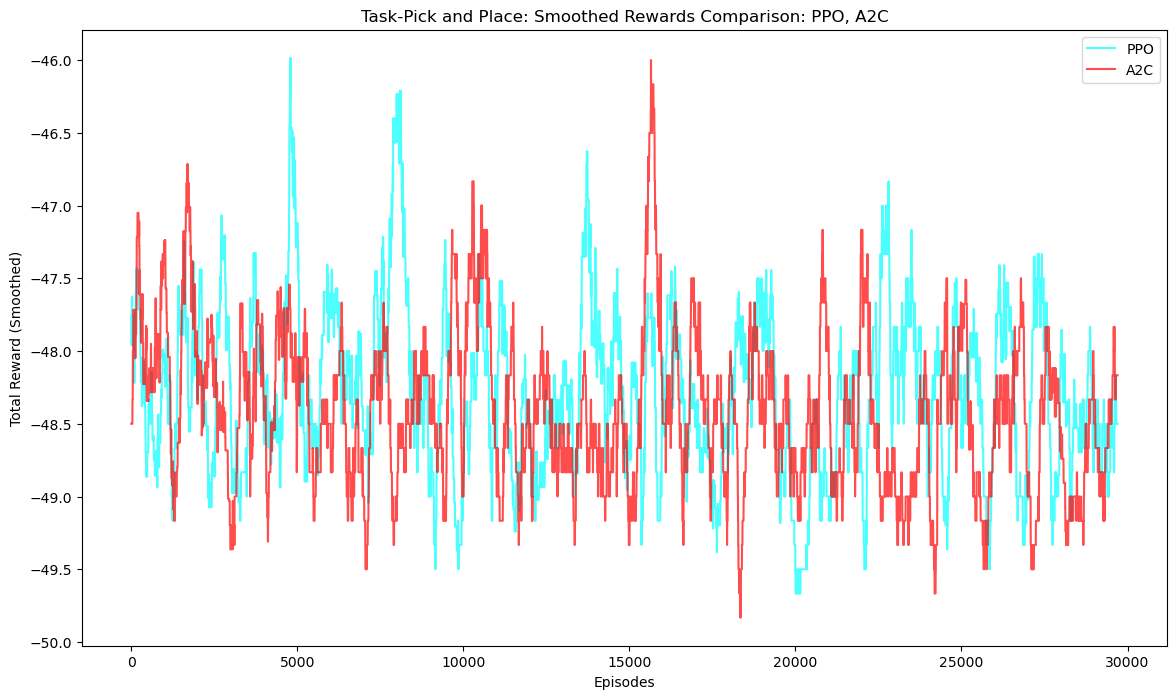 Task-Pick and Place: Smoothed Rewards Comparison: PPO, A2C
PPO
A2C
Total Reward (Smoothed)
−46.0
−46.5
−47.0
−47.5
−48.0
−48.5
−49.0
−49.5
−50.0
0 5000 10000 15000 20000 25000 30000
Episodes